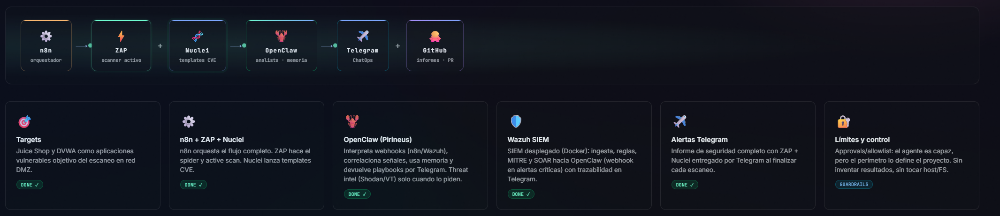 n8n
orquestador
ZAP
scanner activo
+
Nuclei
templates CVE
OpenClaw
analista · memoria
Telegram
ChatOps
+
GitHub
informes · PR
Targets
Juice Shop y DVWA como aplicaciones
vulnerables objetivo del escaneo en red
DMZ.
DONE ✓
n8n + ZAP + Nuclei
n8n orquesta el flujo completo. ZAP hace el
spider y active scan. Nuclei lanza templates
CVE.
DONE ✓
OpenClaw (Pirineus)
Interpreta webhooks (n8n/Wazuh),
correlaciona señales, usa memoria y
devuelve playbooks por Telegram. Threat
intel (Shodan/VT) solo cuando lo piden.
DONE ✓
Wazuh SIEM
SIEM desplegado (Docker): ingesta, reglas,
MITRE y SOAR hacia OpenClaw (webhook
en alertas críticas) con trazabilidad en
Telegram.
DONE ✓
Alertas Telegram
Informe de seguridad completo con ZAP +
Nuclei entregado por Telegram al finalizar
cada escaneo.
DONE ✓
Límites y control
Approvals/allowlist: el agente es capaz,
pero el perímetro lo define el proyecto. Sin
inventar resultados, sin tocar host/FS.
GUARDRAILS